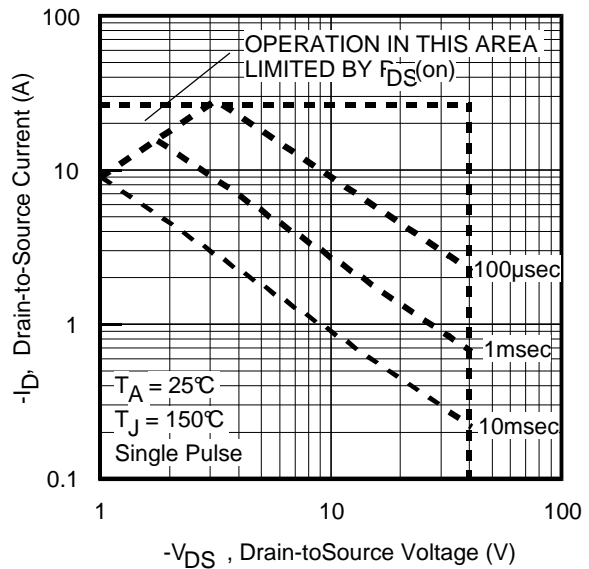 100
10
1
0.1
-ID, Drain-to-Source Current (A)
OPERATION IN THIS AREA
LIMITED BY RDS(on)
100µsec
1msec
10msec
TA = 25°C
TJ = 150°C
Single Pulse
1
10
100
-VDS , Drain-toSource Voltage (V)